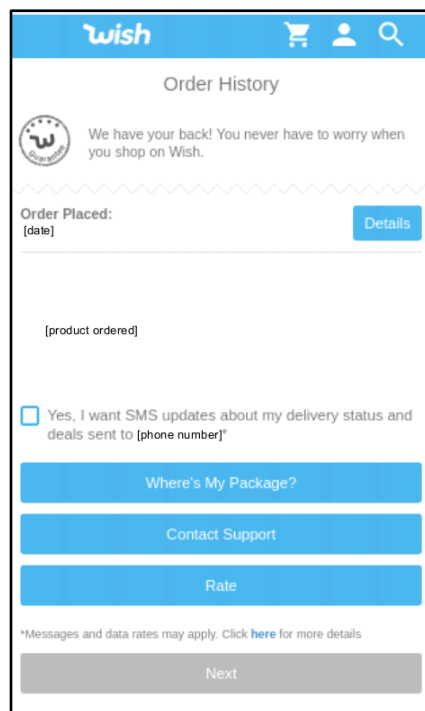 wish
Order History
We have your back! You never have to worry when
you shop on Wish.
w
Guarantee
Order Placed:
Details
[date]
[product ordered]
Yes, I want SMS updates about my delivery status and
deals sent to [phone number]*
Where's My Package?
Contact Support
Rate
*Messages and data rates may apply. Click here for more details
Next